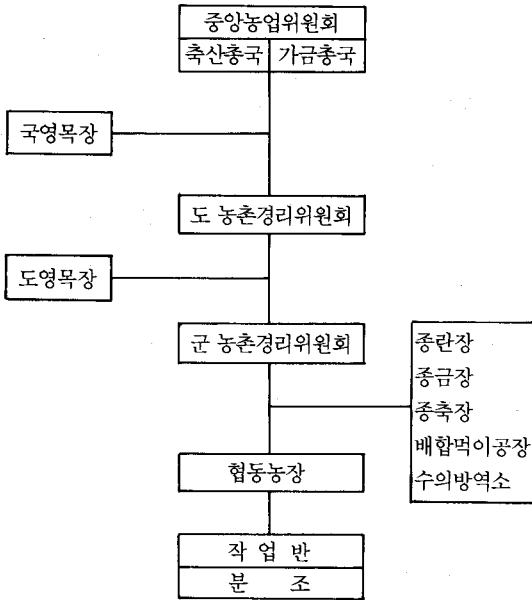 중앙농업위원회
축산총국 가금총국
국영목장
도 농촌경리위원회
도영목장
군 농촌경리위원회
종란장
종금장
종축장
배합먹이공장
수의방역소
협동농장
작 업 반
분 조